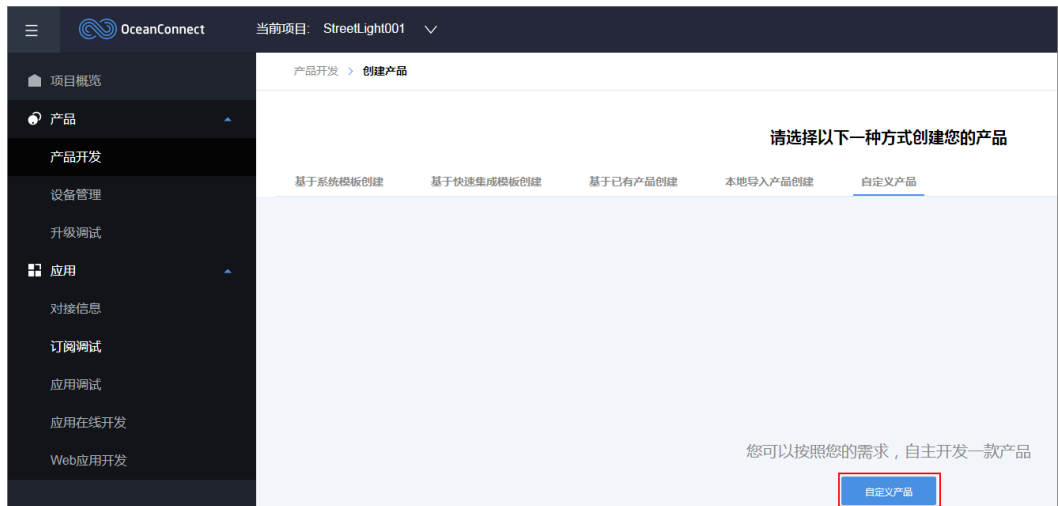 OceanConnect
当前项目: StreetLight001
产品开发 > 创建产品
项目概览
产品
产品开发
设备管理
升级调试
应用
对接信息
订阅调试
应用调试
应用在线开发
Web应用开发
请选择以下一种方式创建您的产品
基于系统模板创建 基于快速集成模板创建 基于已有产品创建 本地导入产品创建 自定义产品
您可以按照您的需求，自主开发一款产品
自定义产品